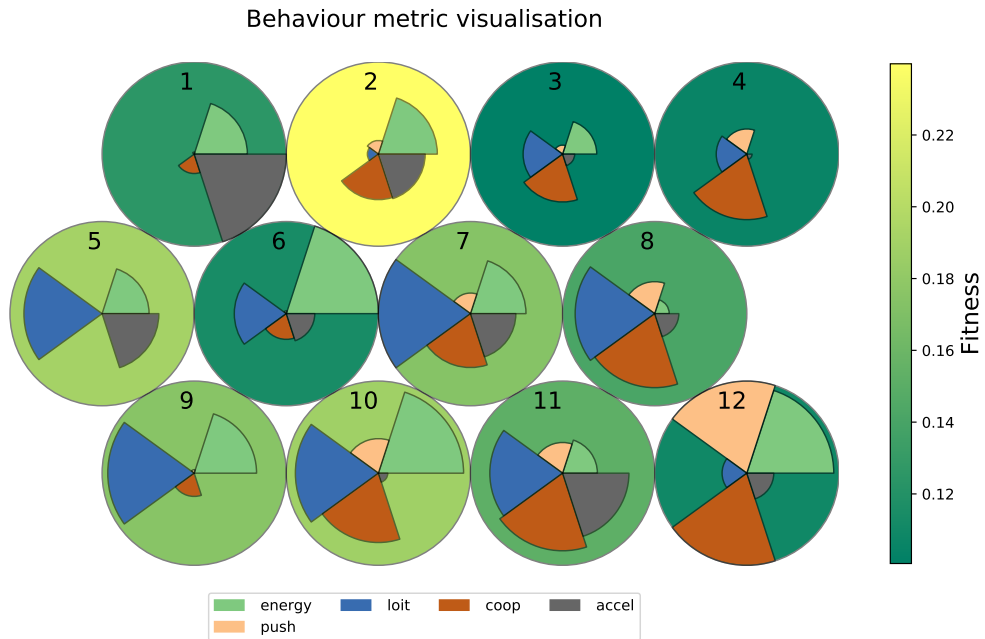 Behaviour metric visualisation
1 2 3 4
5 6 7 8
9 10 11 12
0.22
0.20
0.18
0.16
0.14
0.12
Fitness
energy loit coop accel
push